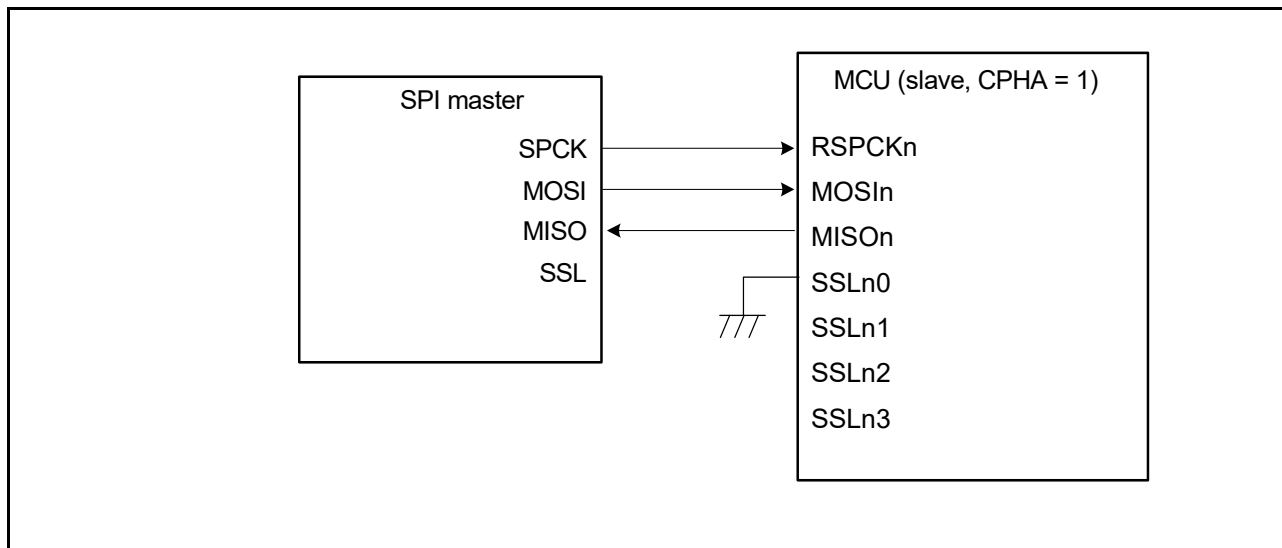 SPI master
SPCK
MOSI
MISO
SSL
MCU (slave, CPHA = 1)
RSPCKn
MOSIn
MISOn
SSLn0
SSLn1
SSLn2
SSLn3